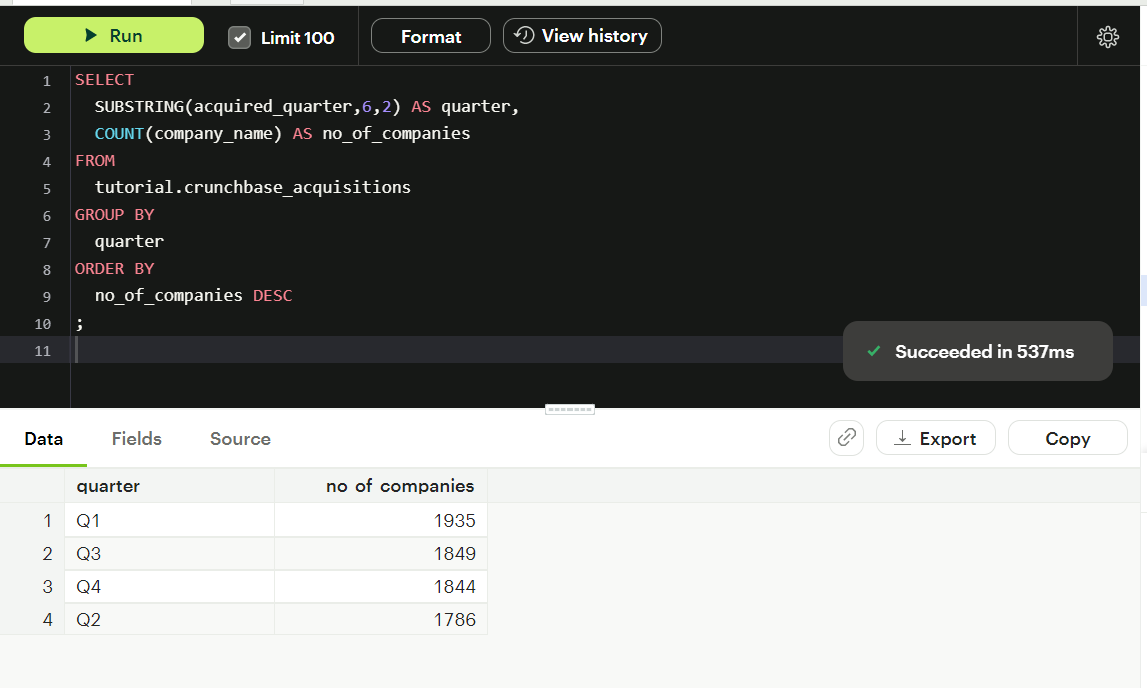 Run Limit 100 Format View history
1 SELECT
2 SUBSTRING(acquired_quarter,6,2) AS quarter,
3 COUNT(company_name) AS no_of_companies
4 FROM
5 tutorial.crunchbase_acquisitions
6 GROUP BY
7 quarter
8 ORDER BY
9 no_of_companies DESC
10 ;
11
Succeeded in 537ms
Data Fields Source Export Copy
quarter no of companies
1 Q1 1935
2 Q3 1849
3 Q4 1844
4 Q2 1786